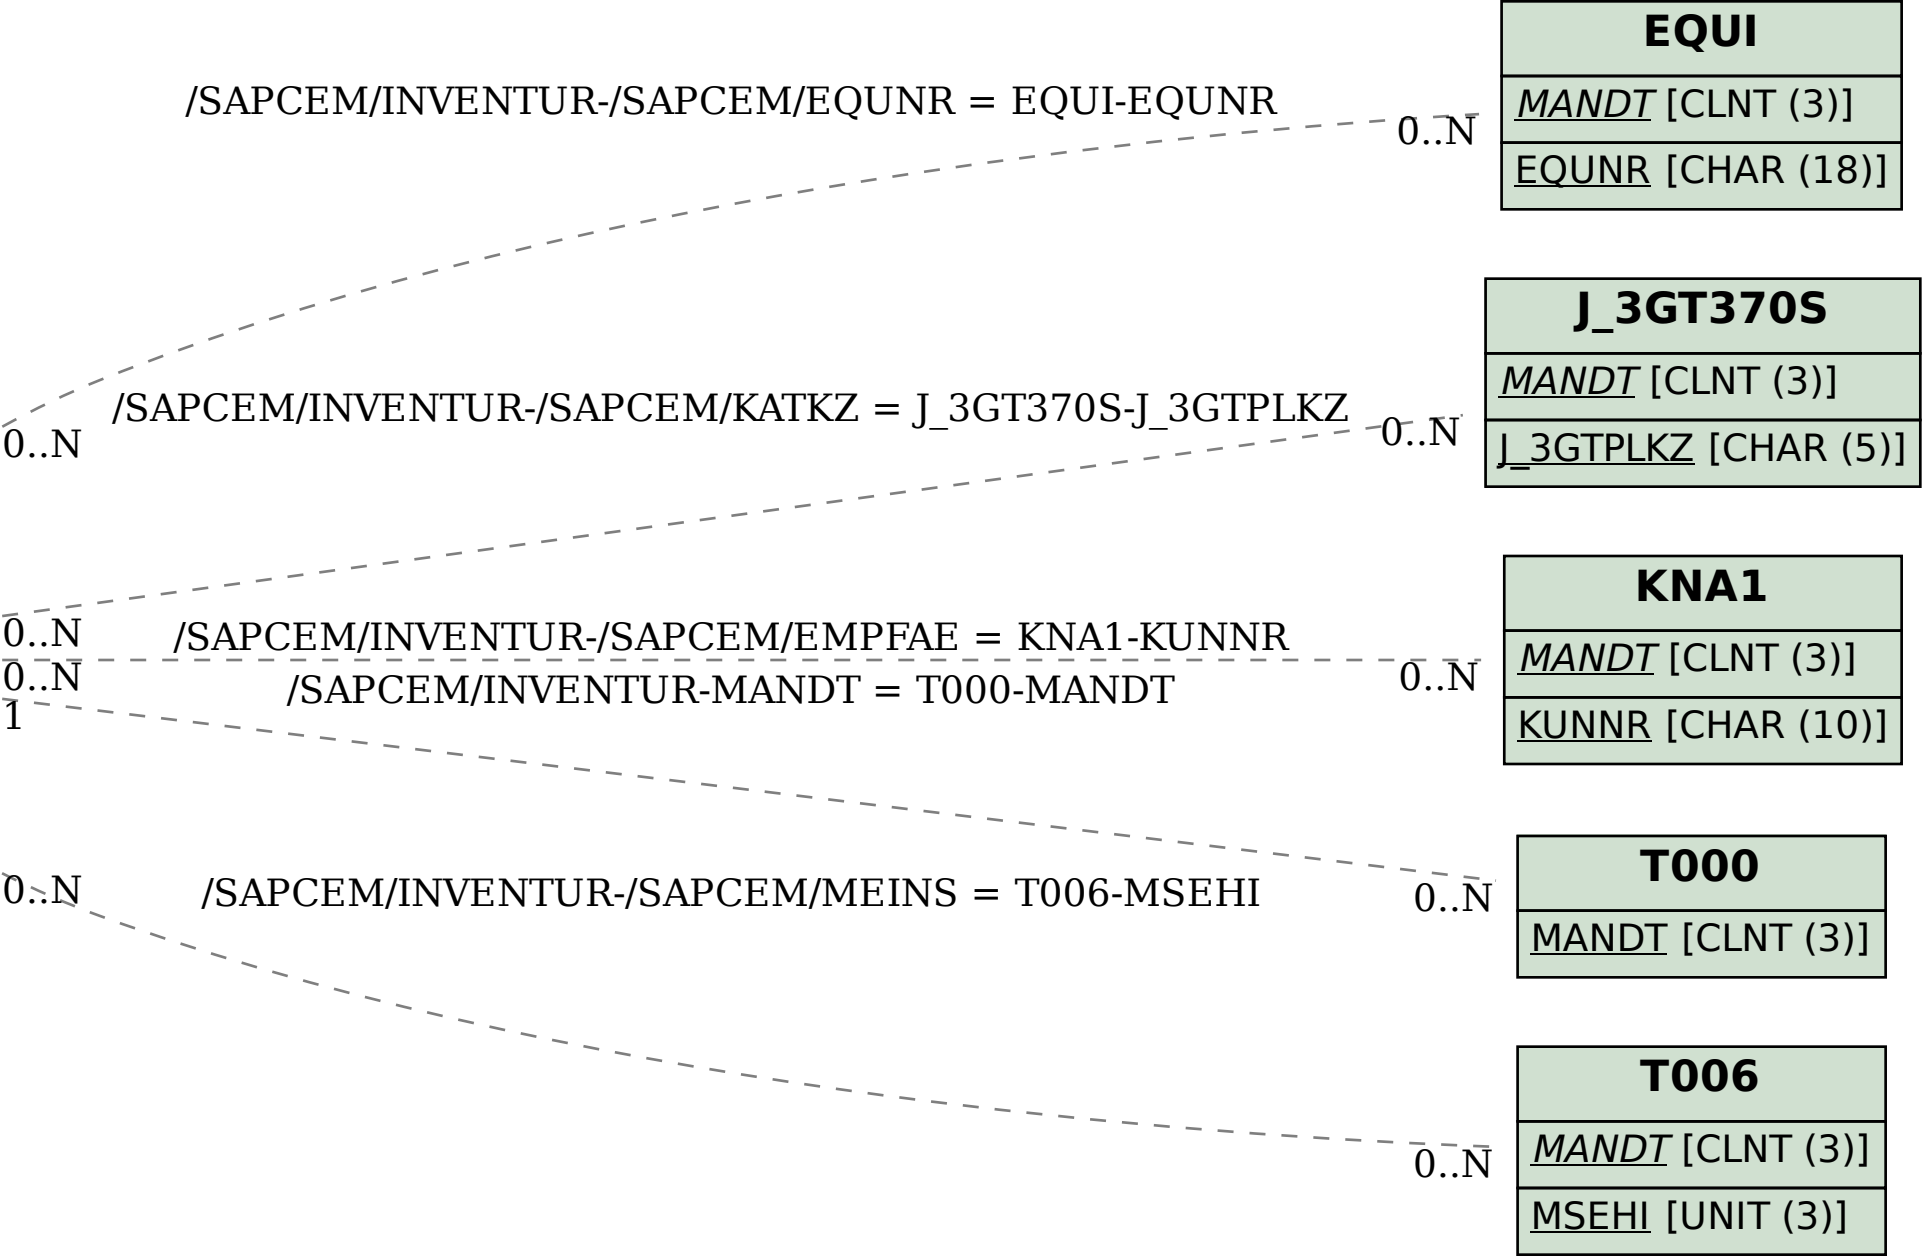 EQUI
/SAPCEM/INVENTUR-/SAPCEM/EQUNR = EQUI-EQUNR
MANDT [CLNT (3)]
0..N
EQUNR [CHAR (18)]
J_3GT370S
MANDT [CLNT (3)]
/SAPCEM/INVENTUR-/SAPCEM/KATKZ = J_3GT370S-J_3GTPLKZ
0..N
0..N
J_3GTPLKZ [CHAR (5)]
KNA1
0..N
/SAPCEM/INVENTUR-/SAPCEM/EMPFAE = KNA1-KUNNR
MANDT [CLNT (3)]
0..N
0..N
/SAPCEM/INVENTUR-MANDT = T000-MANDT
1
KUNNR [CHAR (10)]
T000
0..N
/SAPCEM/INVENTUR-/SAPCEM/MEINS = T006-MSEHI
0..N
MANDT [CLNT (3)]
T006
MANDT [CLNT (3)]
0..N
MSEHI [UNIT (3)]